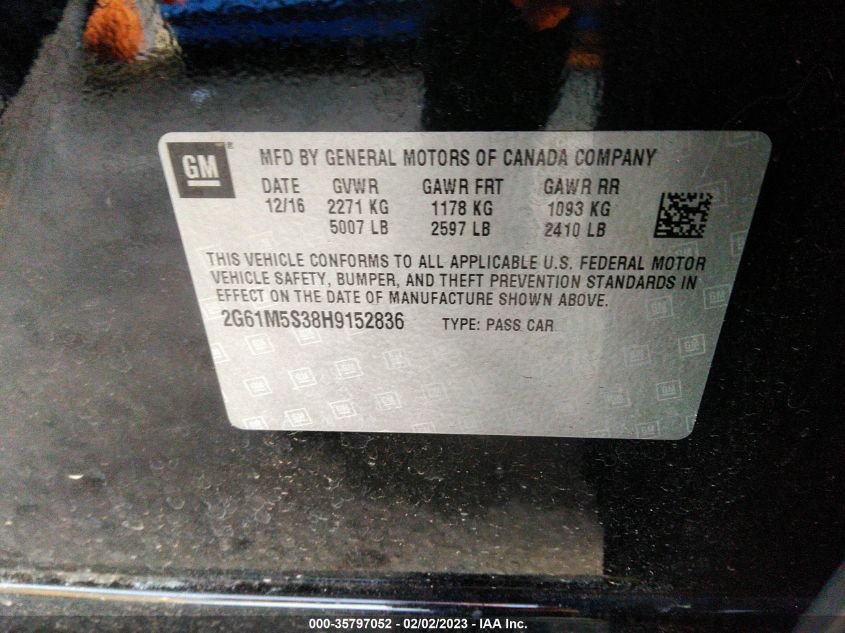 GM ® MFD BY GENERAL MOTORS OF CANADA COMPANY
DATE GVWR GAWR FRT GAWR RR
12/16 2271 KG 1178 KG 1093 KG
5007 LB 2597 LB 2410 LB
THIS VEHICLE CONFORMS TO ALL APPLICABLE U.S. FEDERAL MOTOR
VEHICLE SAFETY, BUMPER, AND THEFT PREVENTION STANDARDS IN
EFFECT ON THE DATE OF MANUFACTURE SHOWN ABOVE.
2G61M5S38H9152836 TYPE: PASS CAR
000-35797052 - 02/02/2023 - IAA Inc.